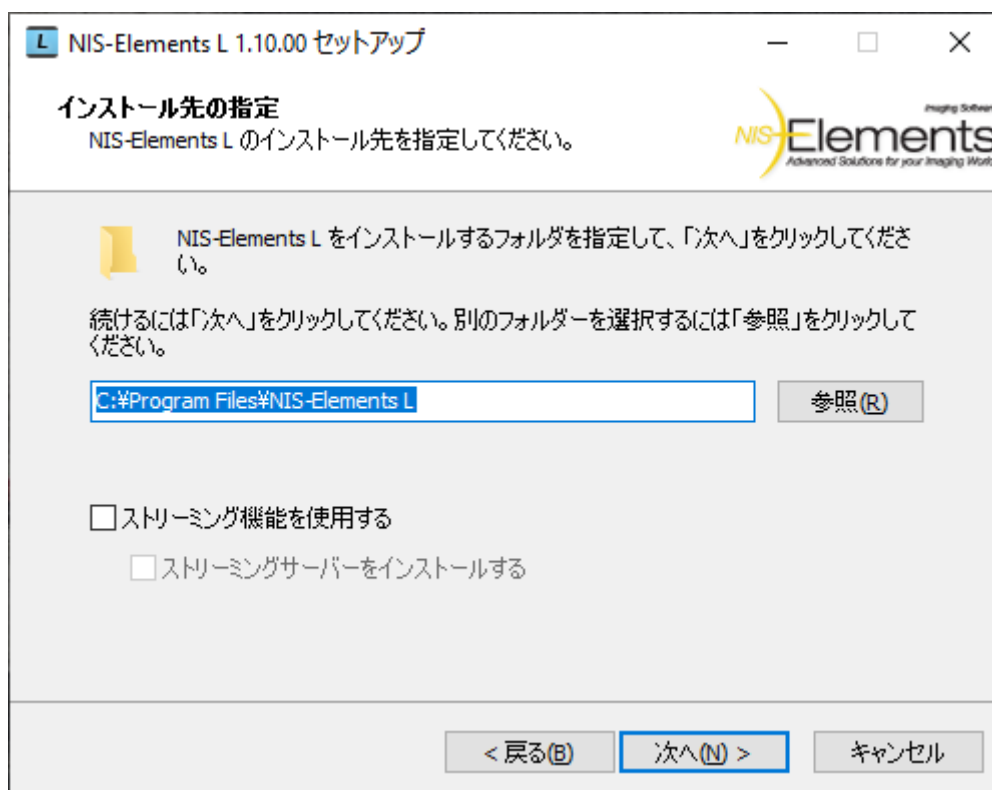 L NIS-Elements L 1.10.00 セットアップ
インストール先の指定
NIS-Elements L のインストール先を指定してください。
Imaging Software
NIS Elements
Advanced Solutions for your Imaging World
NIS-Elements L をインストールするフォルダを指定して、「次へ」をクリックしてくださ
い。
続けるには「次へ」をクリックしてください。別のフォルダーを選択するには「参照」をクリックして
ください。
C:¥Program Files¥NIS-Elements L
参照(R)
ストリーミング機能を使用する
ストリーミングサーバーをインストールする
< 戻る(B)
次へ(N) >
キャンセル